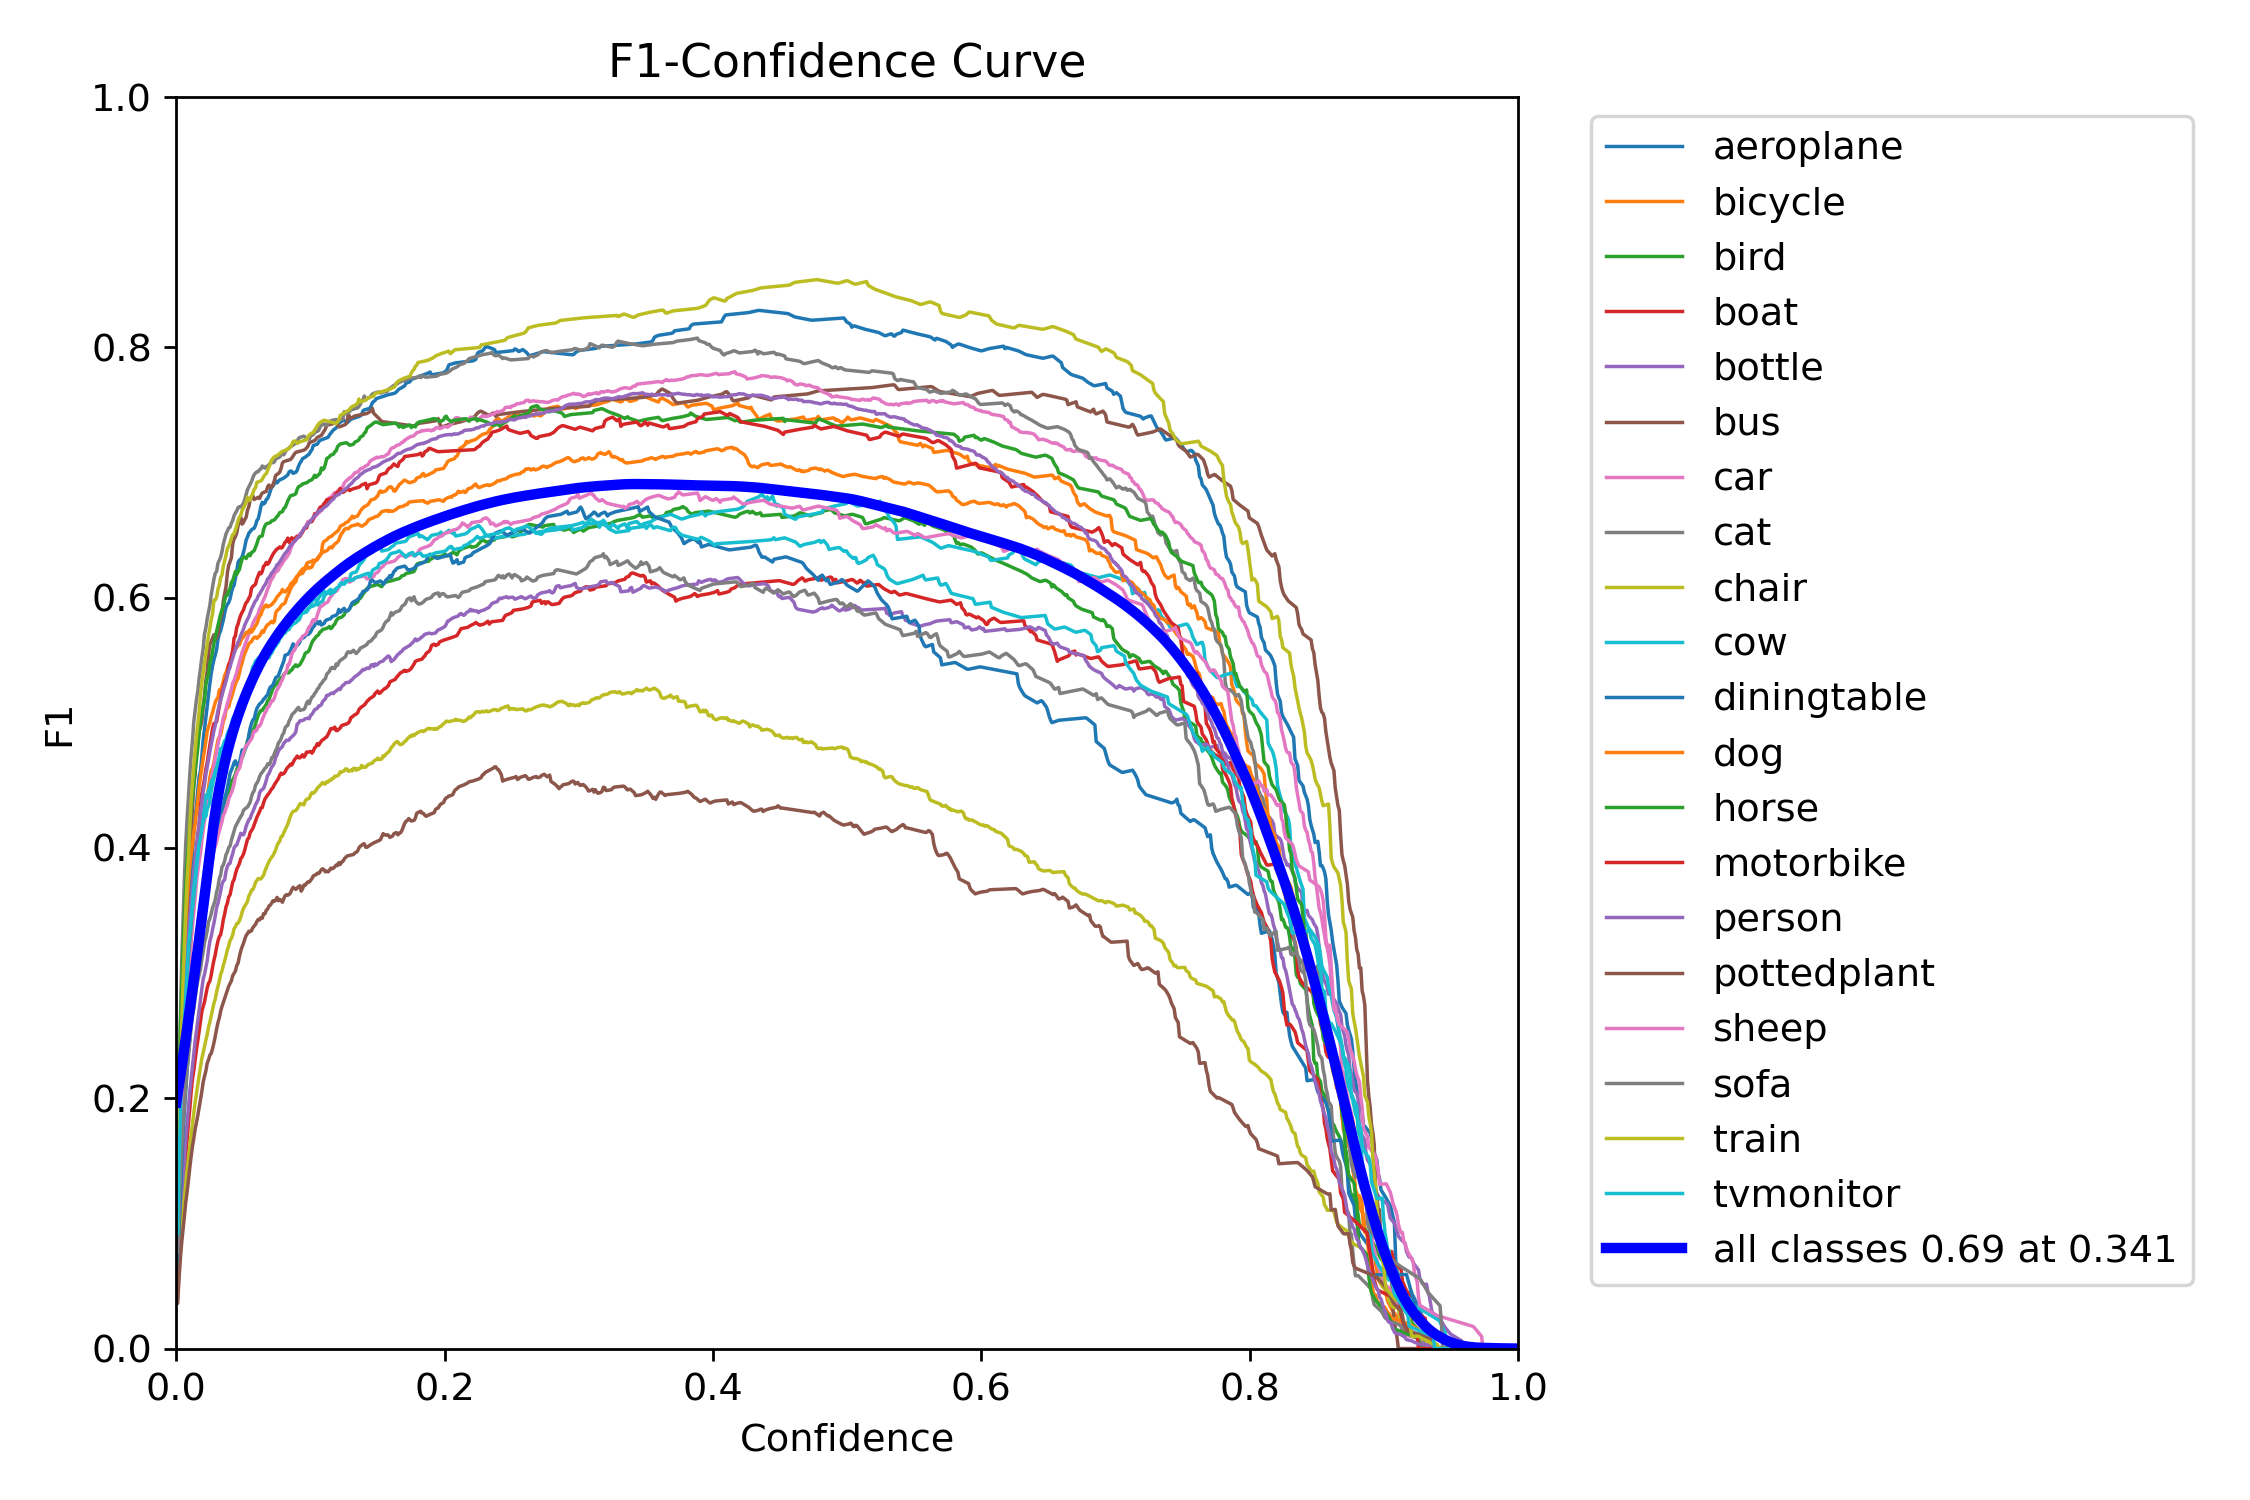 F1-Confidence Curve
1.0
0.8
0.6
0.4
0.2
0.0
F1
0.0 0.2 0.4 0.6 0.8 1.0
Confidence
aeroplane
bicycle
bird
boat
bottle
bus
car
cat
chair
cow
diningtable
dog
horse
motorbike
person
pottedplant
sheep
sofa
train
tvmonitor
all classes 0.69 at 0.341